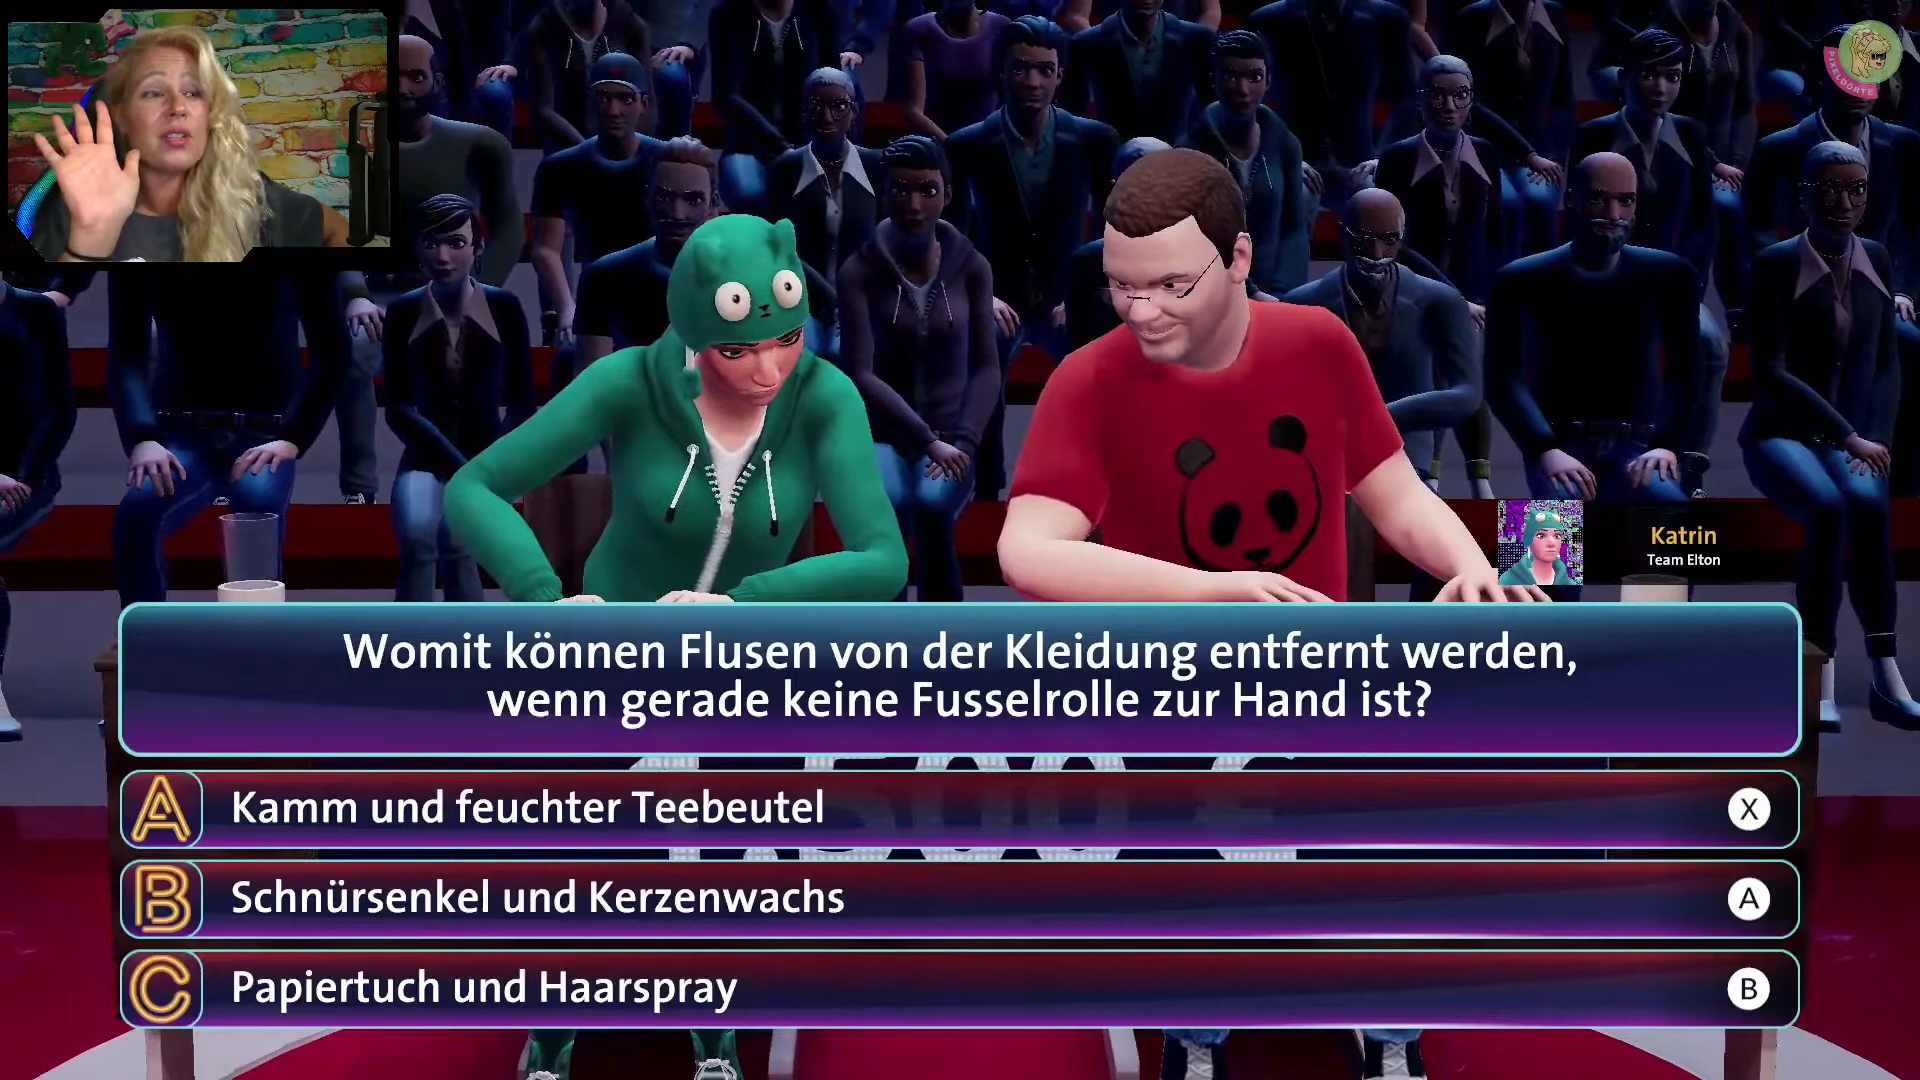 PIXELDÖRTE
Katrin
Team Elton
Womit können Flusen von der Kleidung entfernt werden,
wenn gerade keine Fusselrolle zur Hand ist?
A Kamm und feuchter Teebeutel X
B Schnürsenkel und Kerzenwachs A
C Papiertuch und Haarspray B